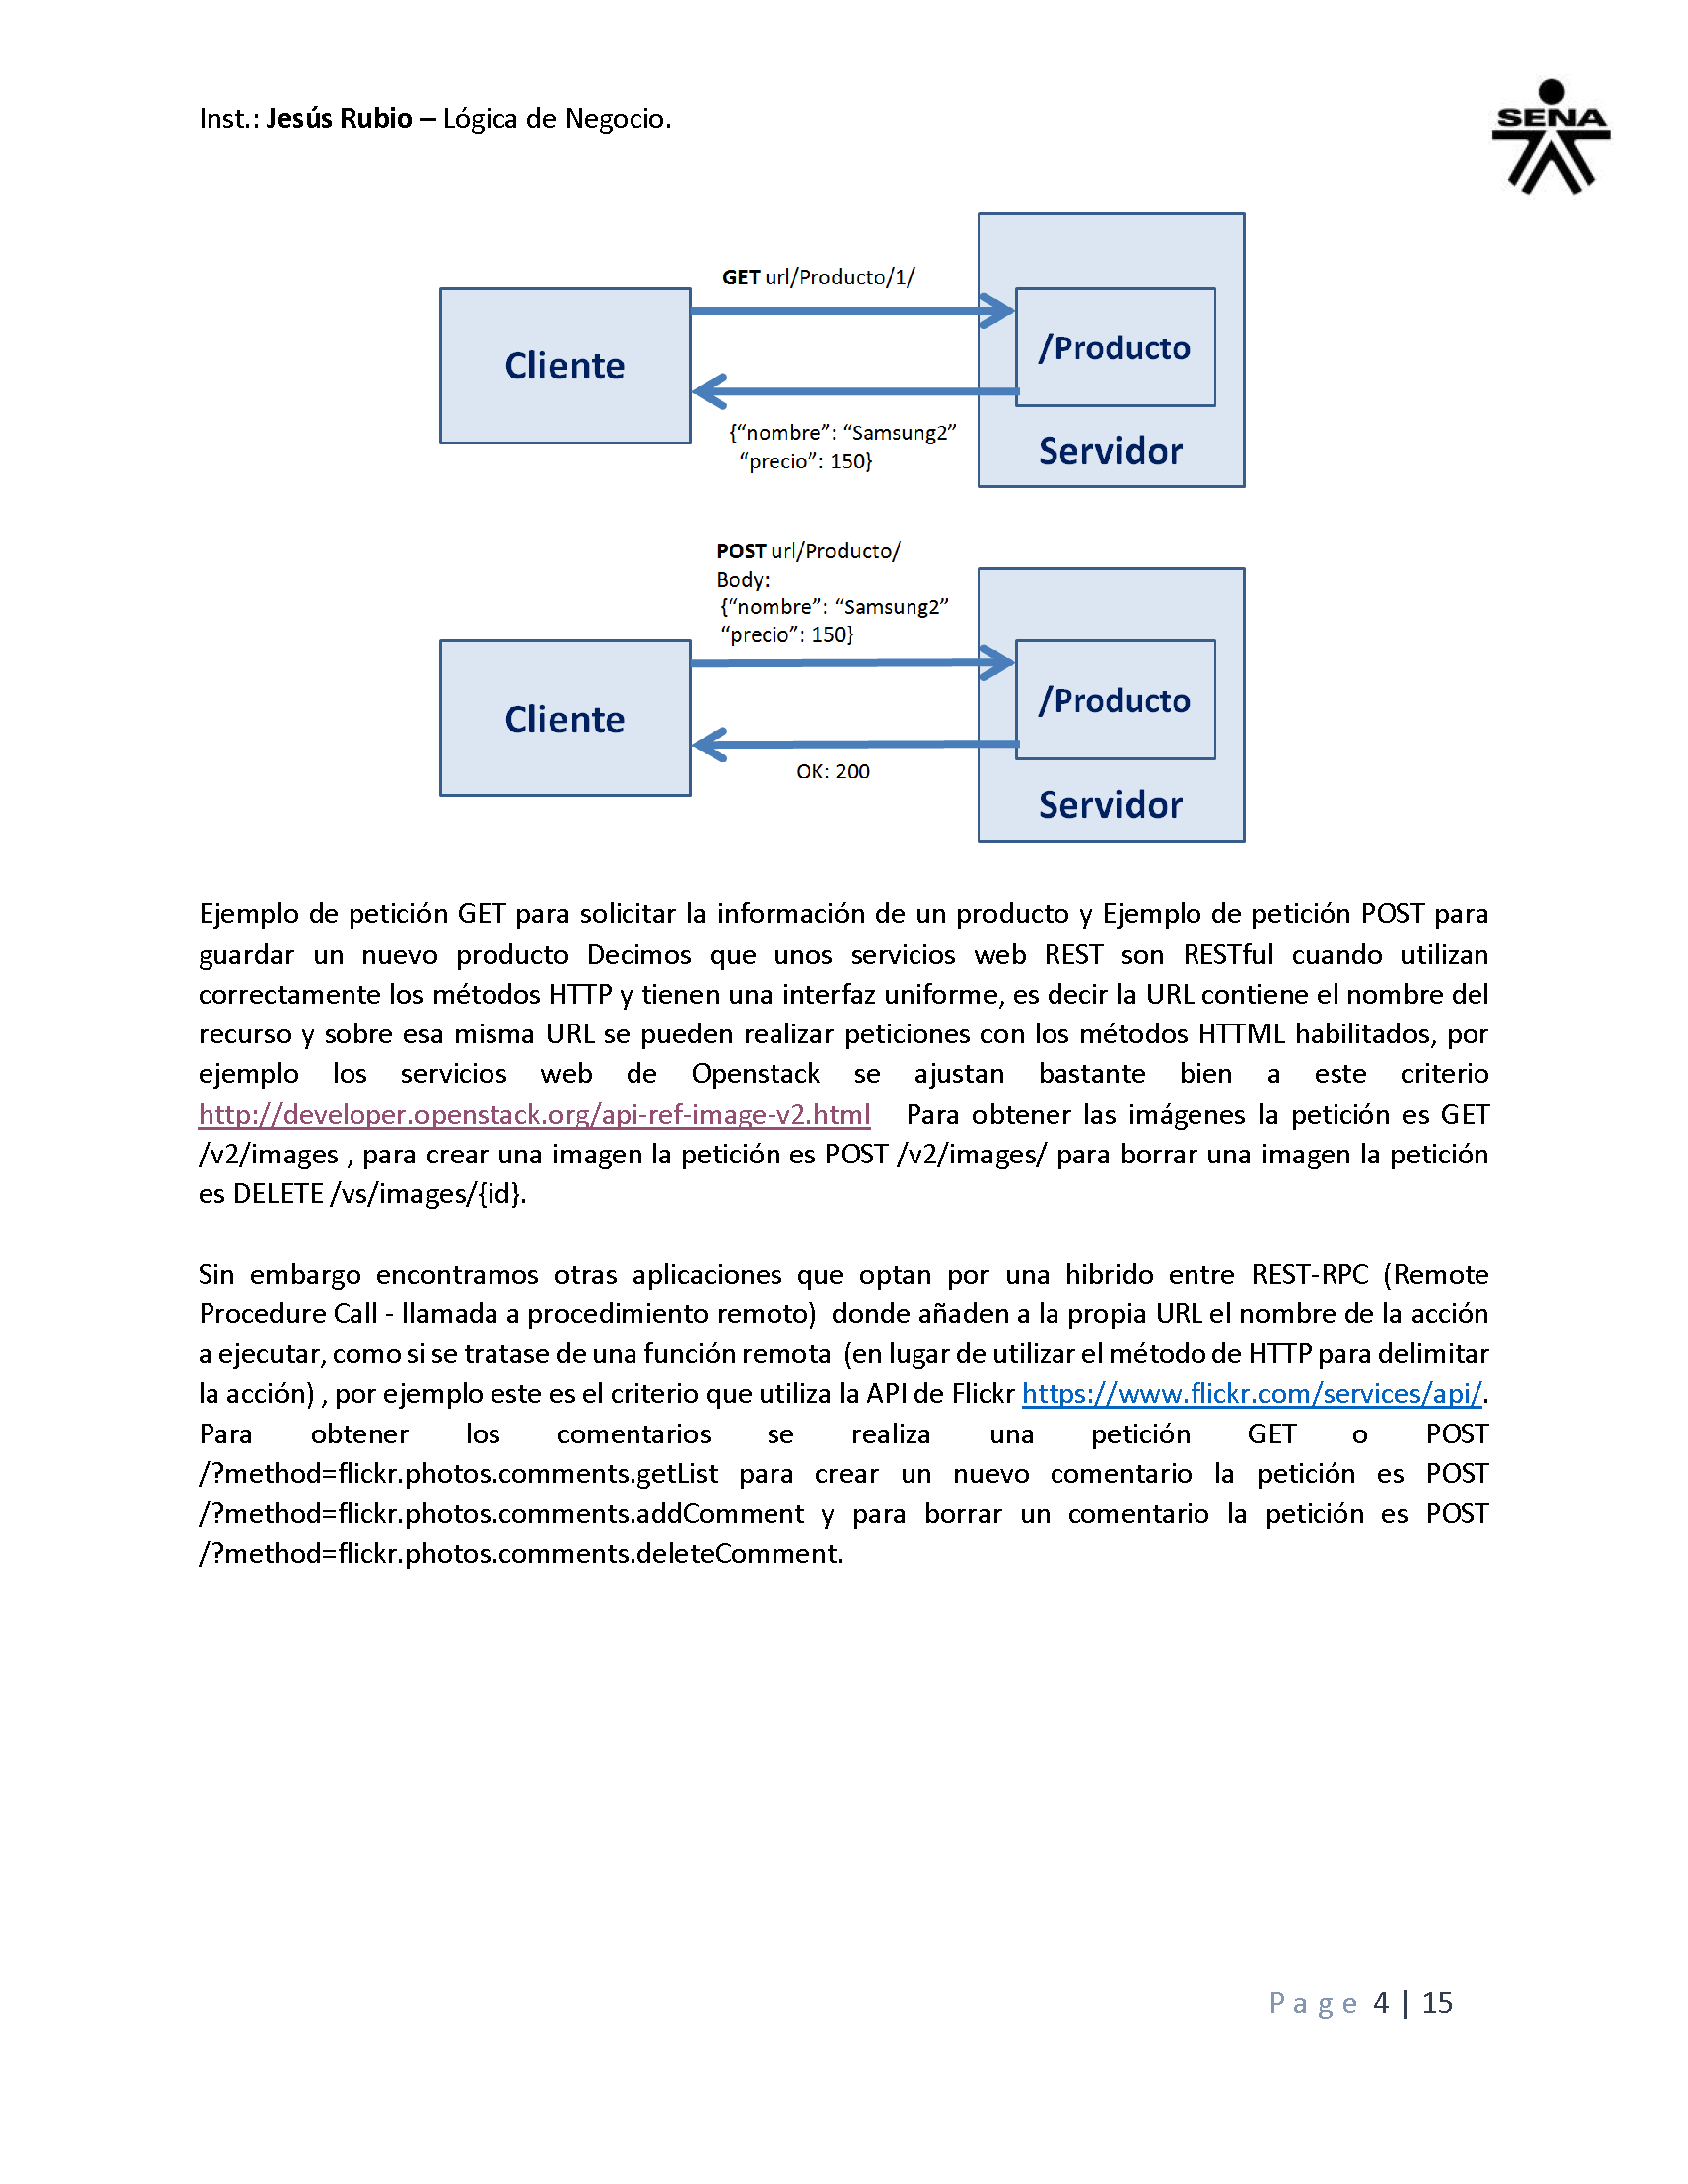 Inst.: Jesús Rubio – Lógica de Negocio.
SENA
GET url/Producto/1/
Cliente
/Producto
{“nombre”: “Samsung2”
“precio”: 150}
Servidor
POST url/Producto/
Body:
{“nombre”: “Samsung2”
“precio”: 150}
Cliente
/Producto
OK: 200
Servidor
Ejemplo de petición GET para solicitar la información de un producto y Ejemplo de petición POST para
guardar un nuevo producto Decimos que unos servicios web REST son RESTful cuando utilizan
correctamente los métodos HTTP y tienen una interfaz uniforme, es decir la URL contiene el nombre del
recurso y sobre esa misma URL se pueden realizar peticiones con los métodos HTTML habilitados, por
ejemplo los servicios web de Openstack se ajustan bastante bien a este criterio
http://developer.openstack.org/api-ref-image-v2.html Para obtener las imágenes la petición es GET
/v2/images , para crear una imagen la petición es POST /v2/images/ para borrar una imagen la petición
es DELETE /vs/images/{id}.
Sin embargo encontramos otras aplicaciones que optan por una hibrido entre REST-RPC (Remote
Procedure Call - llamada a procedimiento remoto) donde añaden a la propia URL el nombre de la acción
a ejecutar, como si se tratase de una función remota (en lugar de utilizar el método de HTTP para delimitar
la acción) , por ejemplo este es el criterio que utiliza la API de Flickr https://www.flickr.com/services/api/.
Para obtener los comentarios se realiza una petición GET o POST
/?method=flickr.photos.comments.getList para crear un nuevo comentario la petición es POST
/?method=flickr.photos.comments.addComment y para borrar un comentario la petición es POST
/?method=flickr.photos.comments.deleteComment.
Page 4 | 15